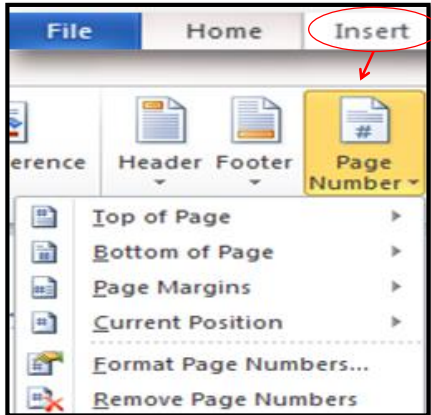 File Home Insert
erence Header Footer Page Number
#
Top of Page
Bottom of Page
Page Margins
Current Position
Format Page Numbers...
Remove Page Numbers